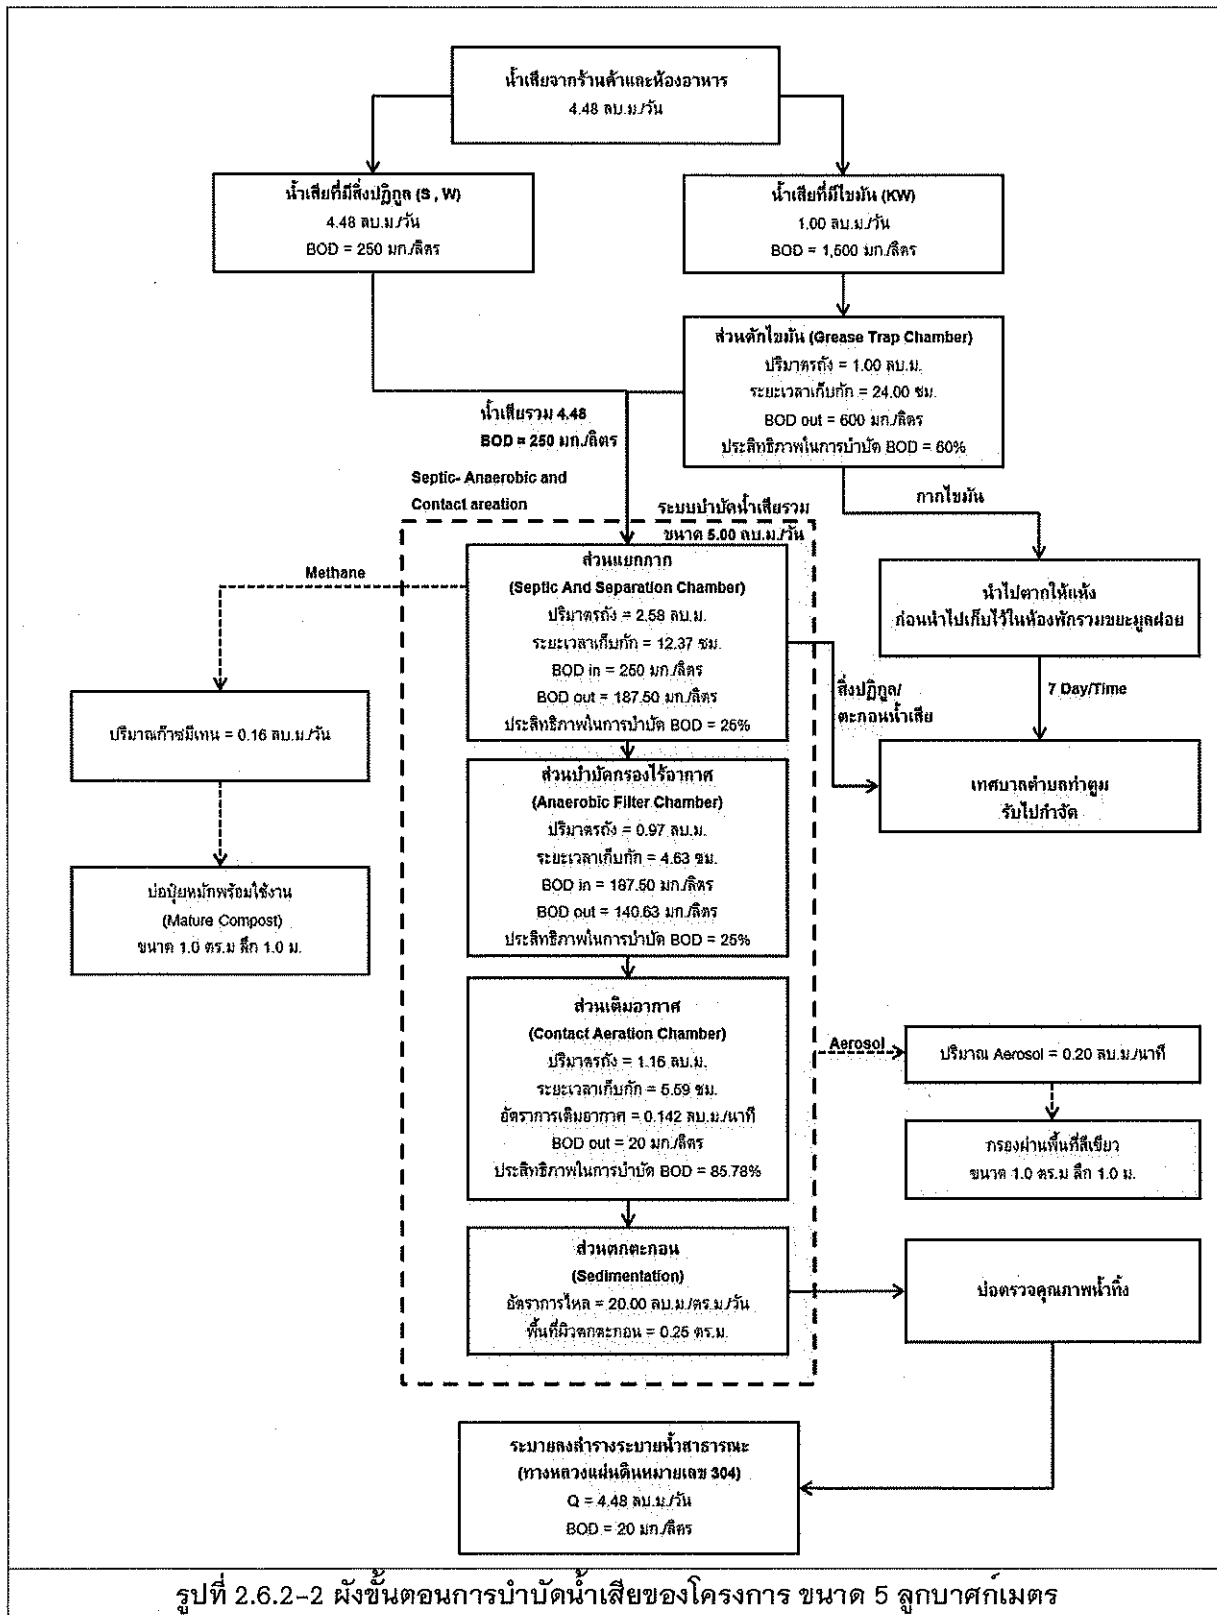 น้ำเสียจากร้านค้าและห้องอาหาร
4.48 ลบ.ม./วัน
น้ำเสียที่มีสิ่งปฏิกูล (S , W)
4.48 ลบ.ม./วัน
BOD = 250 มก./ลิตร
น้ำเสียที่มีไขมัน (KW)
1.00 ลบ.ม./วัน
BOD = 1,500 มก./ลิตร
ส่วนดักไขมัน (Grease Trap Chamber)
ปริมาตรถัง = 1.00 ลบ.ม.
ระยะเวลาเก็บกัก = 24.00 ชม.
BOD out = 600 มก./ลิตร
ประสิทธิภาพในการบำบัด BOD = 60%
น้ำเสียรวม 4.48
BOD = 250 มก./ลิตร
Septic- Anaerobic and
Contact areation
ระบบบำบัดน้ำเสียรวม
ขนาด 5.00 ลบ.ม./วัน
กากไขมัน
Methane
ส่วนแยกกาก
(Septic And Separation Chamber)
ปริมาตรถัง = 2.58 ลบ.ม.
ระยะเวลาเก็บกัก = 12.37 ชม.
BOD in = 250 มก./ลิตร
BOD out = 187.50 มก./ลิตร
ประสิทธิภาพในการบำบัด BOD = 25%
นำไปตากให้แห้ง
ก่อนนำไปเก็บไว้ในห้องพักรวมขยะมูลฝอย
สิ่งปฏิกูล/
ตะกอนน้ำเสีย
7 Day/Time
ปริมาณก๊าซมีเทน = 0.16 ลบ.ม./วัน
เทศบาลตำบลท่าตูม
รับไปกำจัด
ส่วนบำบัดกรองไร้อากาศ
(Anaerobic Filter Chamber)
ปริมาตรถัง = 0.97 ลบ.ม.
ระยะเวลาเก็บกัก = 4.63 ชม.
BOD in = 187.50 มก./ลิตร
BOD out = 140.63 มก./ลิตร
ประสิทธิภาพในการบำบัด BOD = 25%
บ่อปุ๋ยหมักพร้อมใช้งาน
(Mature Compost)
ขนาด 1.0 ตร.ม ลึก 1.0 ม.
ส่วนเติมอากาศ
(Contact Aeration Chamber)
ปริมาตรถัง = 1.16 ลบ.ม.
ระยะเวลาเก็บกัก = 5.59 ชม.
อัตราการเติมอากาศ = 0.142 ลบ.ม./นาที
BOD out = 20 มก./ลิตร
ประสิทธิภาพในการบำบัด BOD = 85.78%
Aerosol
ปริมาณ Aerosol = 0.20 ลบ.ม./นาที
กรองผ่านพื้นที่สีเขียว
ขนาด 1.0 ตร.ม ลึก 1.0 ม.
ส่วนตกตะกอน
(Sedimentation)
อัตราการไหล = 20.00 ลบ.ม./ตร.ม./วัน
พื้นที่ผิวตกตะกอน = 0.25 ตร.ม.
บ่อตรวจคุณภาพน้ำทิ้ง
ระบายลงลำรางระบายน้ำสาธารณะ
(ทางหลวงแผ่นดินหมายเลข 304)
Q = 4.48 ลบ.ม./วัน
BOD = 20 มก./ลิตร
รูปที่ 2.6.2-2 ผังขั้นตอนการบำบัดน้ำเสียของโครงการ ขนาด 5 ลูกบาศก์เมตร